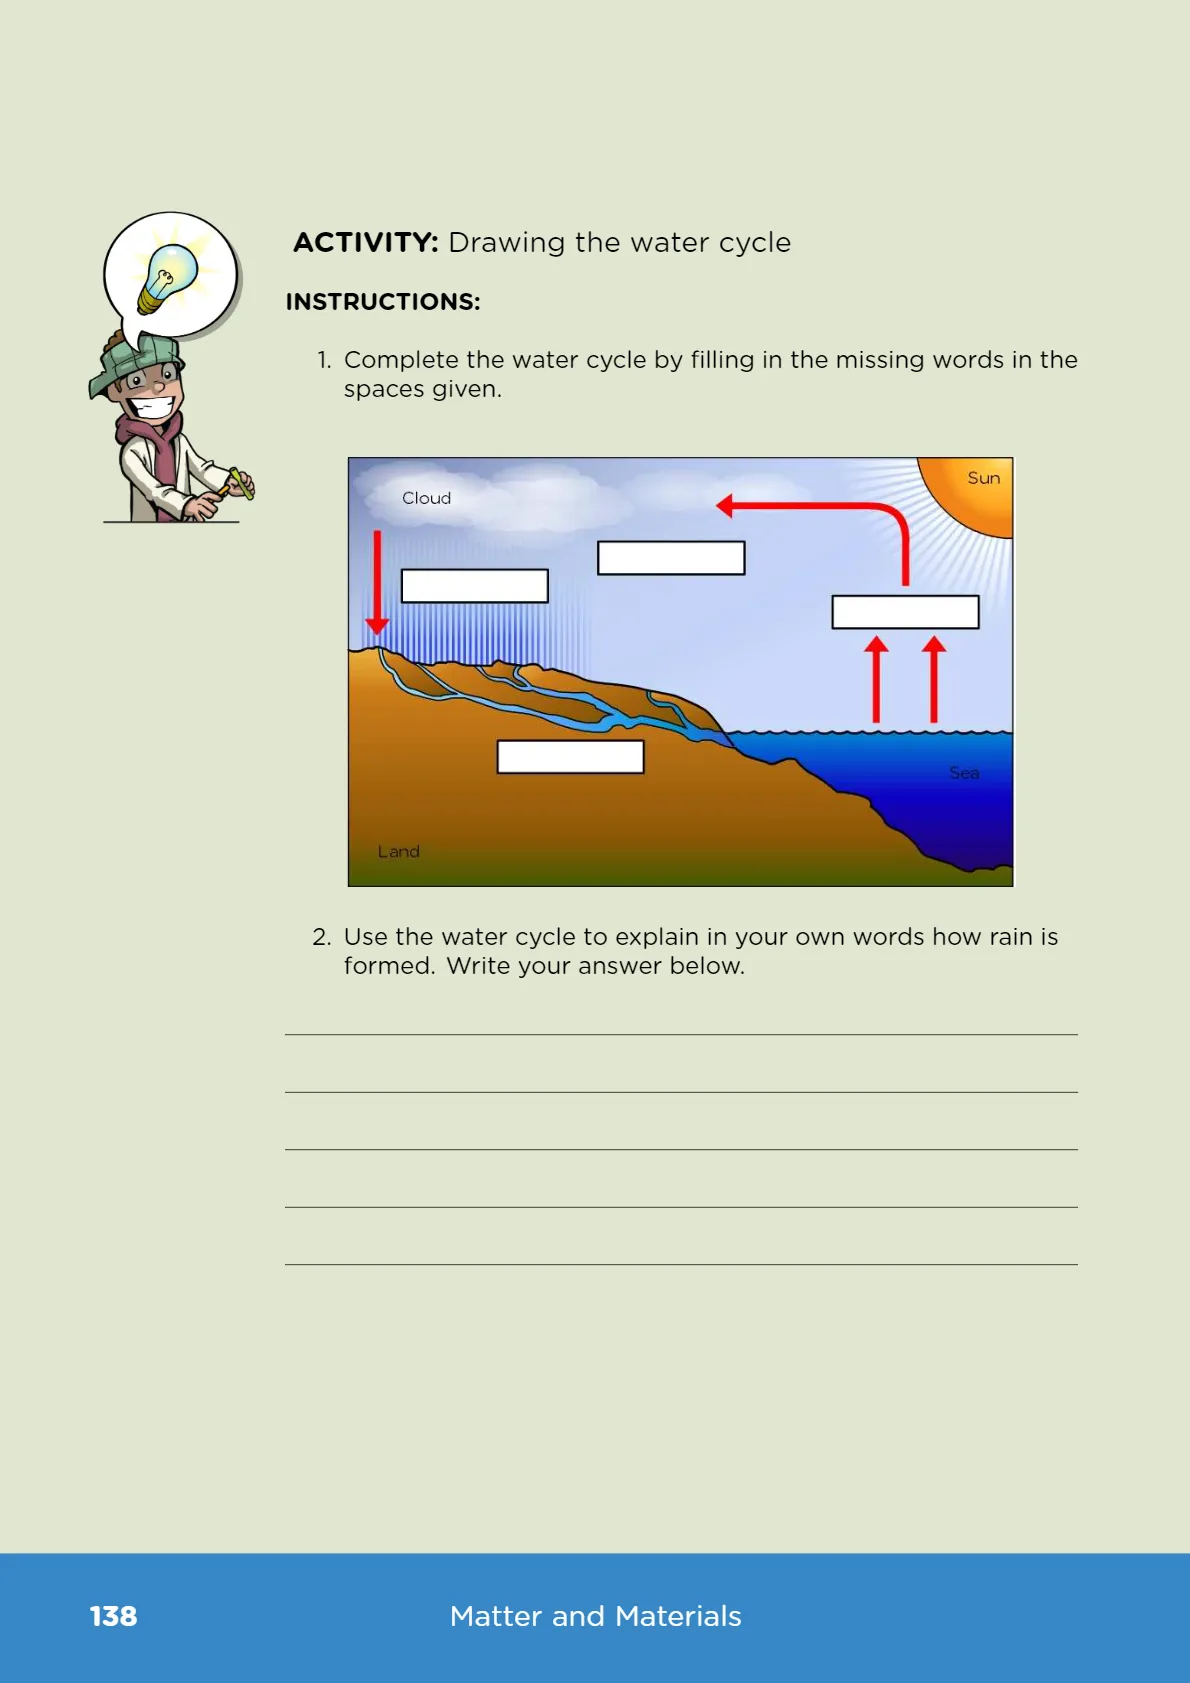 ACTIVITY: Drawing the water cycle
INSTRUCTIONS:
1. Complete the water cycle by filling in the missing words in the
spaces given.
Sun
Cloud
Sea
Land
2. Use the water cycle to explain in your own words how rain is
formed. Write your answer below.
138
Matter and Materials